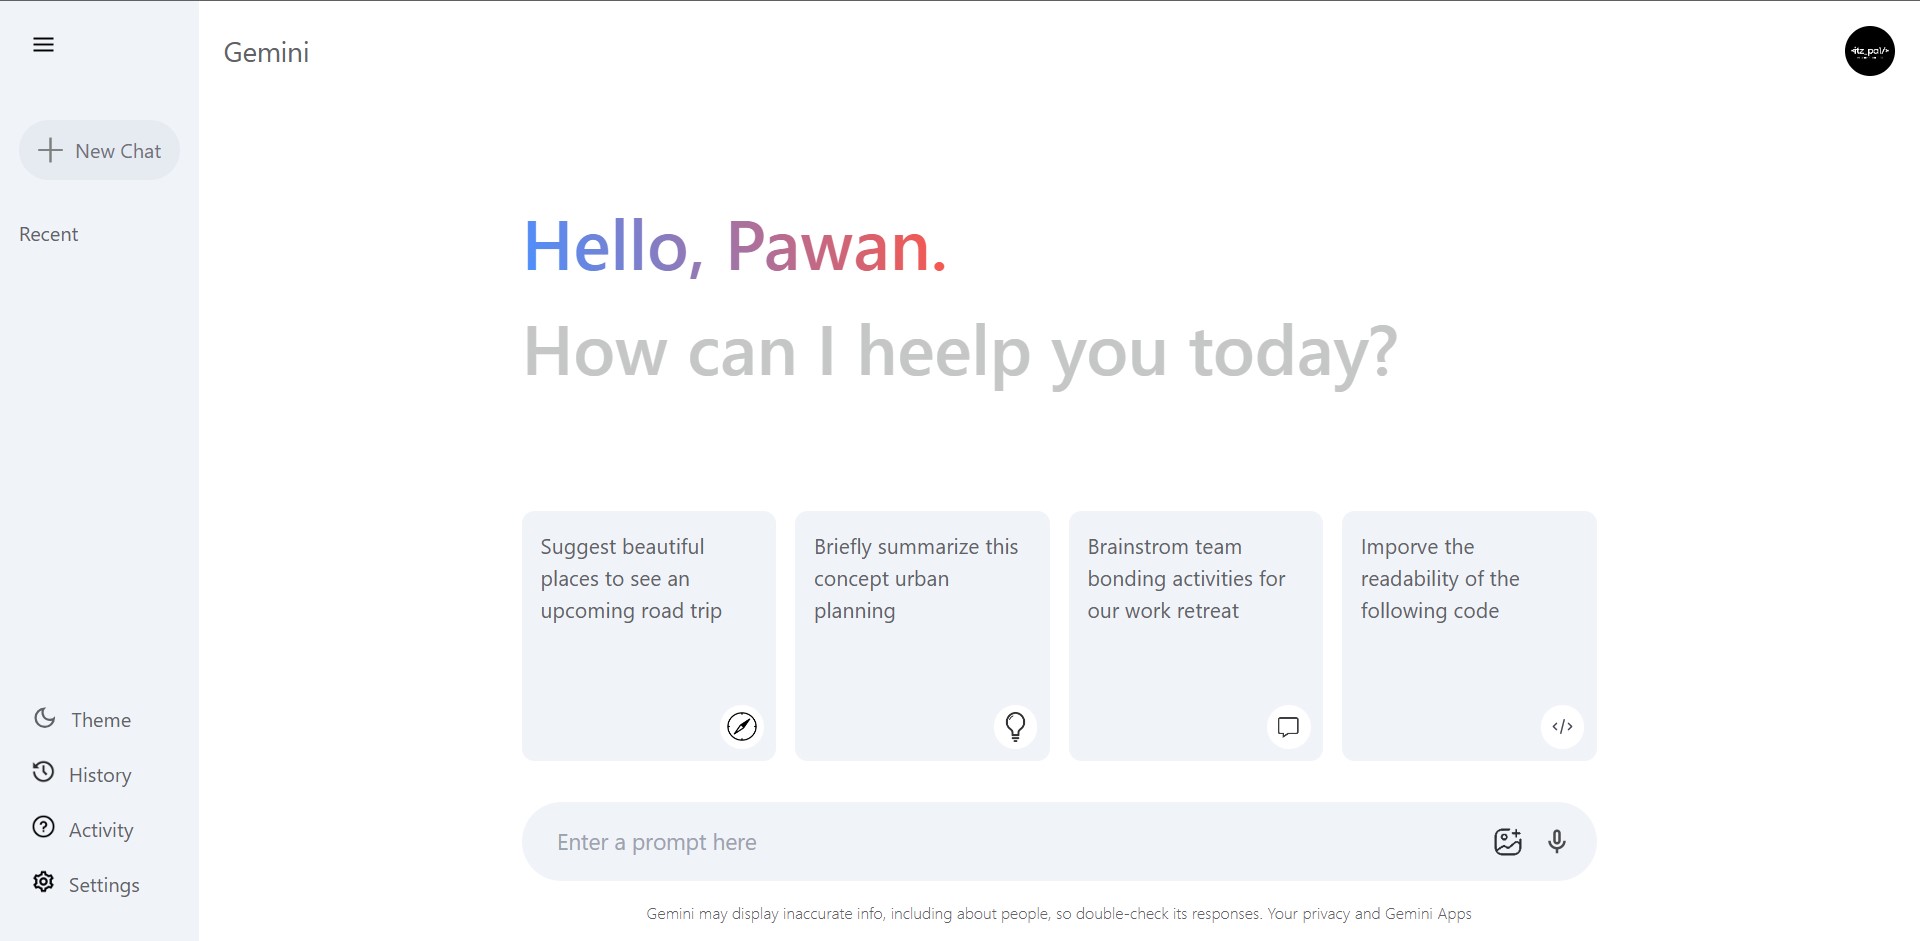 Gemini
<itz_pal/>
New Chat
Recent
Hello, Pawan.
How can I heelp you today?
Suggest beautiful
places to see an
upcoming road trip
Briefly summarize this
concept urban
planning
Brainstrom team
bonding activities for
our work retreat
Imporve the
readability of the
following code
</>
Theme
History
Activity
Settings
Enter a prompt here
Gemini may display inaccurate info, including about people, so double-check its responses. Your privacy and Gemini Apps